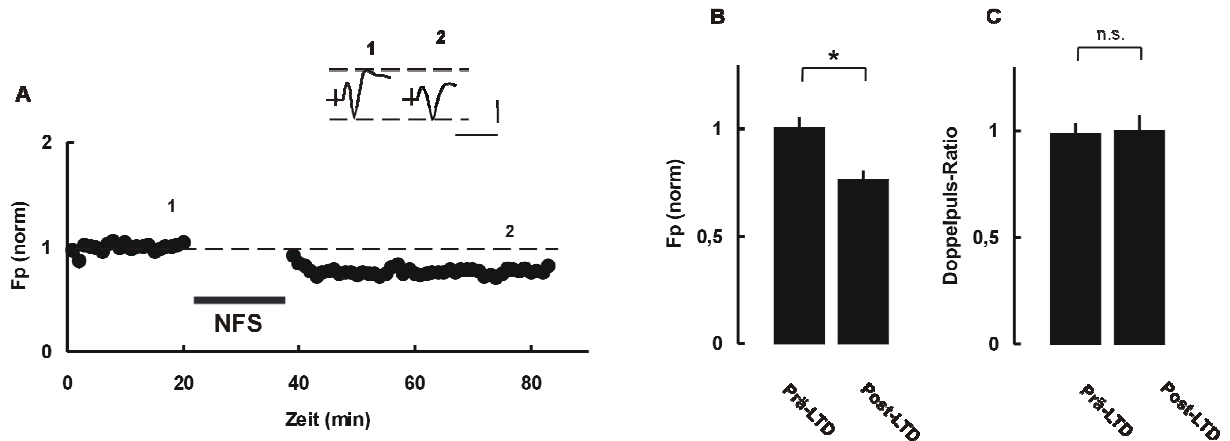 A
1 2
2
1
0
Fp (norm)
1
2
NFS
0 20 40 60 80
Zeit (min)
B
*
1
0,5
0
Fp (norm)
Prä-LTD Post-LTD
C
n.s.
1
0,5
0
Doppelpuls-Ratio
Prä-LTD Post-LTD